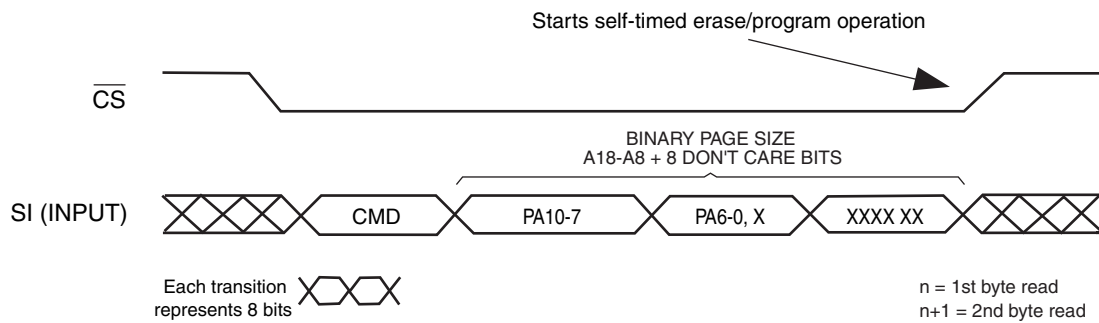 Starts self-timed erase/program operation
CS
BINARY PAGE SIZE
A18-A8 + 8 DON'T CARE BITS
SI (INPUT)
CMD
PA10-7
PA6-0, X
XXXX XX
Each transition
represents 8 bits
n = 1st byte read
n+1 = 2nd byte read